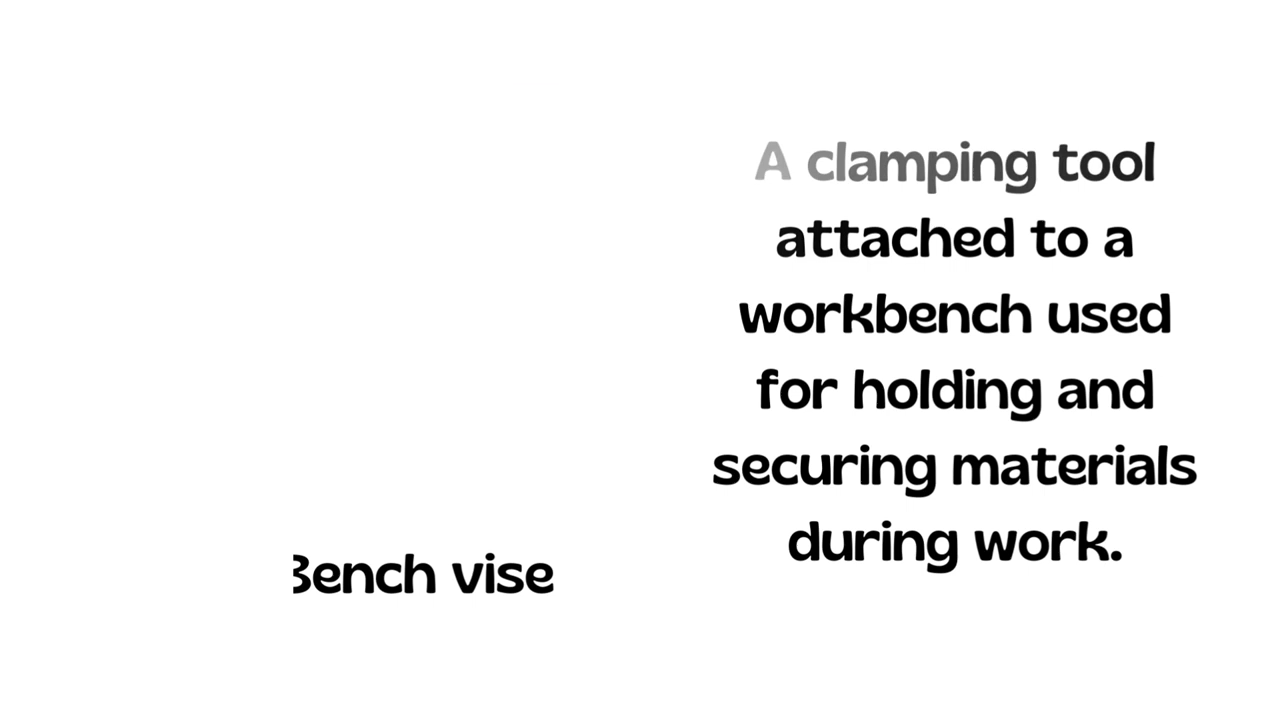 A clamping tool
attached to a
workbench used
for holding and
securing materials
during work.
Bench vise